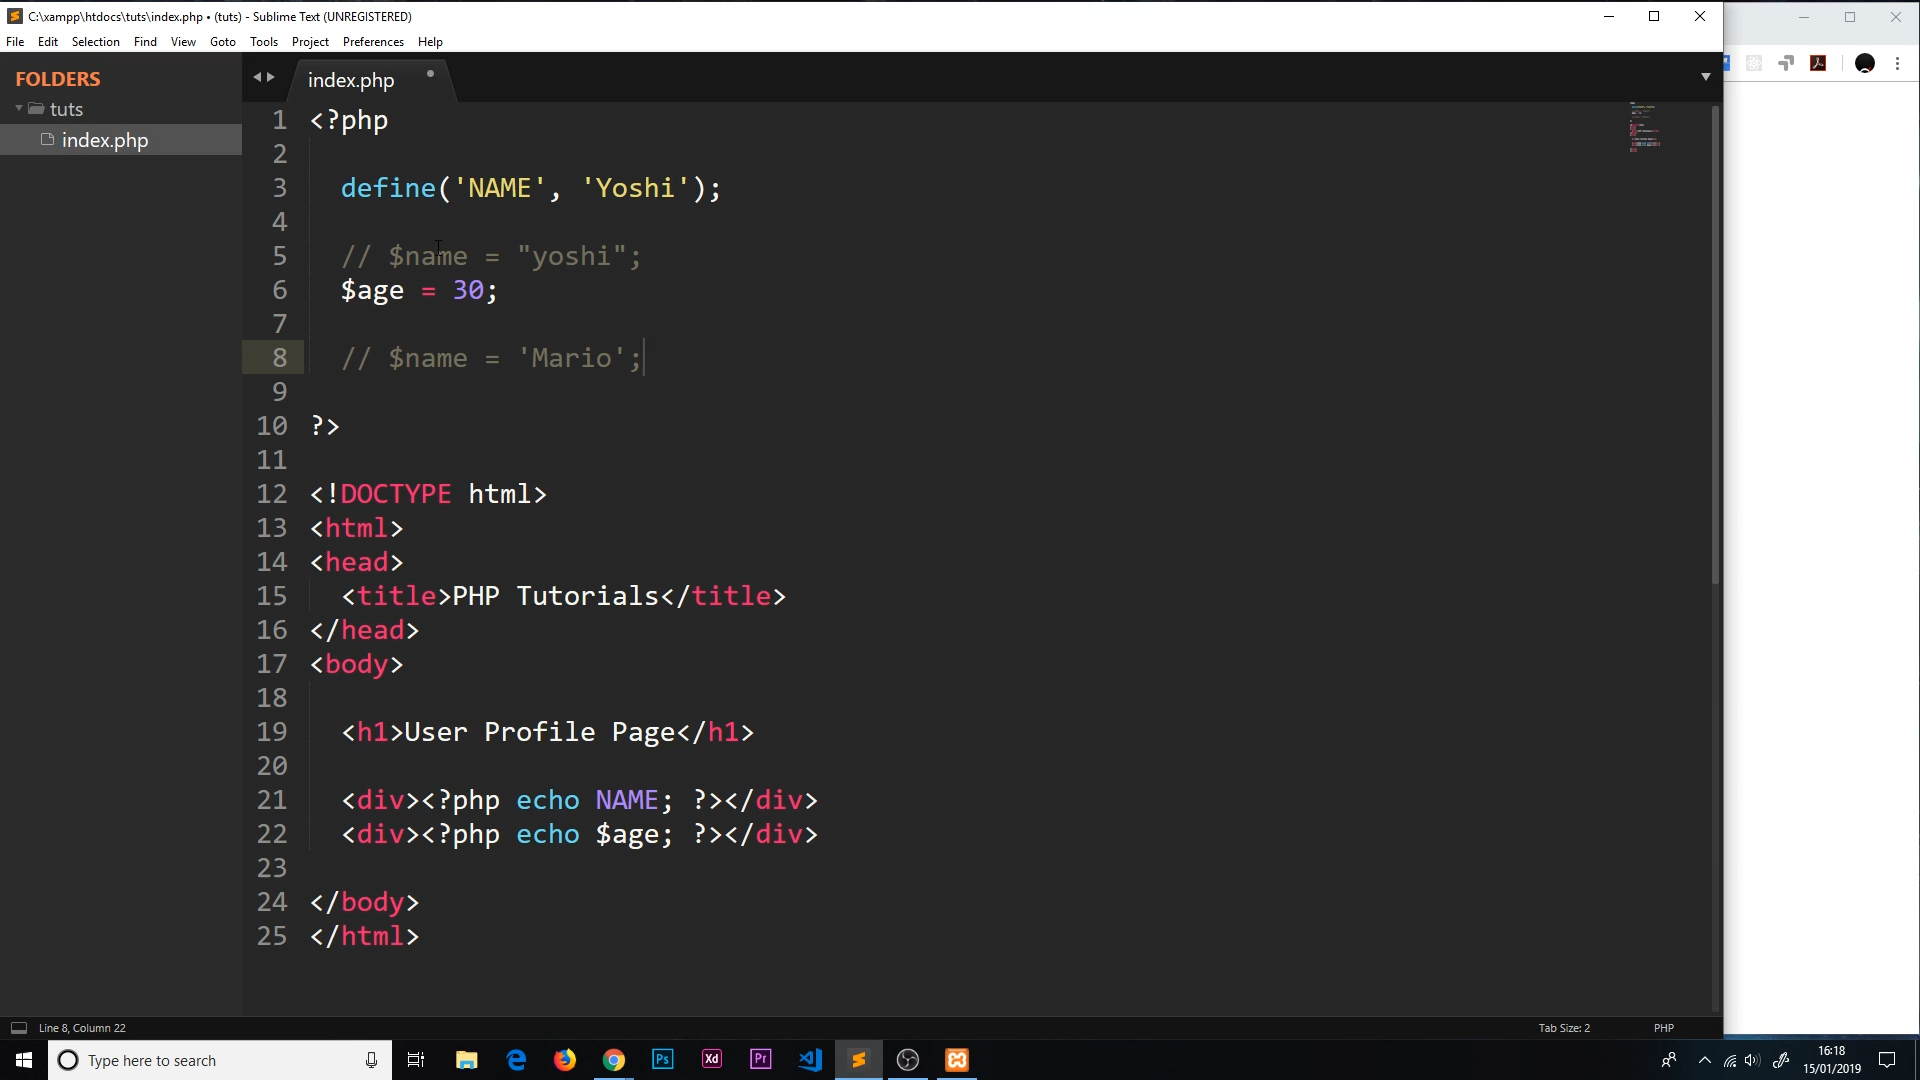 C:\xampp\htdocs\tuts\index.php • (tuts) - Sublime Text (UNREGISTERED)
File Edit Selection Find View Goto Tools Project Preferences Help
FOLDERS
tuts
index.php
index.php
1 <?php
2
3 define('NAME', 'Yoshi');
4
5 // $name = "yoshi";
6 $age = 30;
7
8 // $name = 'Mario';
9
10 ?>
11
12 <!DOCTYPE html>
13 <html>
14 <head>
15 <title>PHP Tutorials</title>
16 </head>
17 <body>
18
19 <h1>User Profile Page</h1>
20
21 <div><?php echo NAME; ?></div>
22 <div><?php echo $age; ?></div>
23
24 </body>
25 </html>
Line 8, Column 22
Tab Size: 2
PHP
Type here to search
Ps
Xd
Pr
16:18
15/01/2019